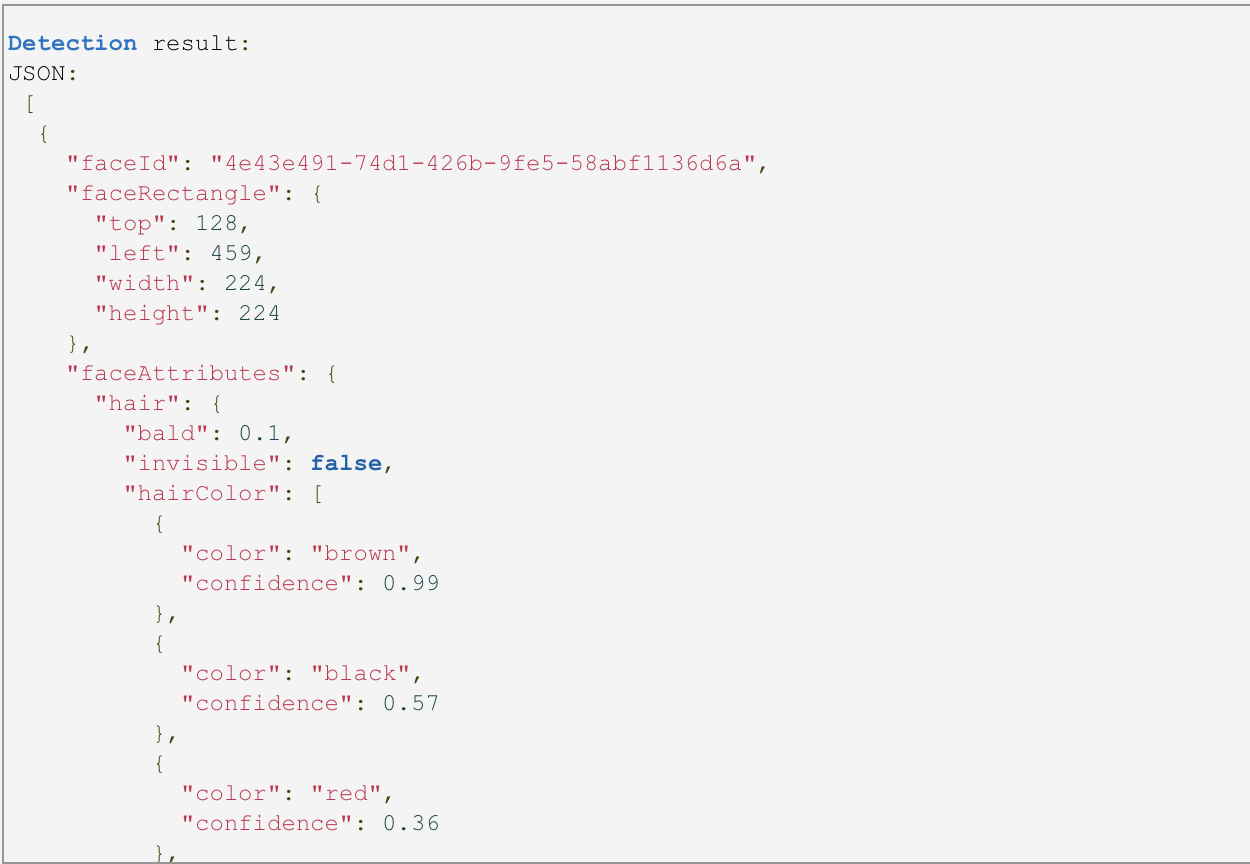 Detection result:
JSON:
[
{
"faceId": "4e43e491-74d1-426b-9fe5-58abf1136d6a",
"faceRectangle": {
"top": 128,
"left": 459,
"width": 224,
"height": 224
},
"faceAttributes": {
"hair": {
"bald": 0.1,
"invisible": false,
"hairColor": [
{
"color": "brown",
"confidence": 0.99
},
{
"color": "black",
"confidence": 0.57
},
{
"color": "red",
"confidence": 0.36
},